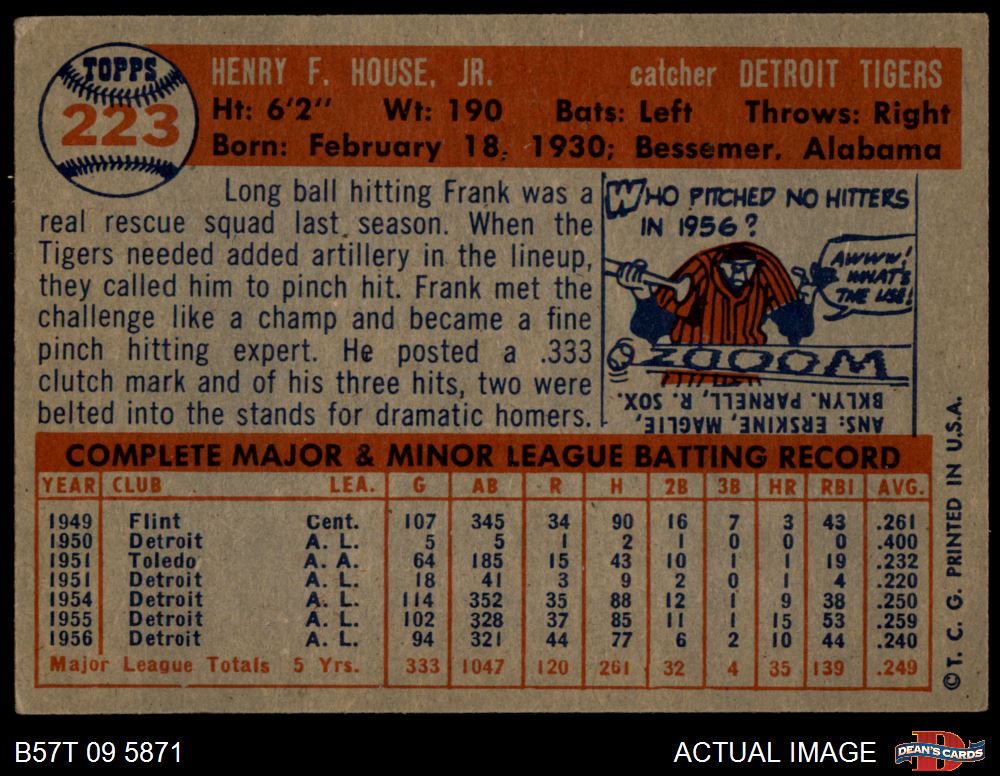 TOPPS
223
HENRY F. HOUSE, JR. catcher DETROIT TIGERS
Ht: 6'2" Wt: 190 Bats: Left Throws: Right
Born: February 18, 1930; Bessemer, Alabama
Long ball hitting Frank was a
real rescue squad last season. When the
Tigers needed added artillery in the lineup,
they called him to pinch hit. Frank met the
challenge like a champ and became a fine
pinch hitting expert. He posted a .333
clutch mark and of his three hits, two were
belted into the stands for dramatic homers.
WHO PITCHED NO HITTERS
IN 1956?
AWWW!
WHAT'S
THE USE!
ZOOOM
ANS: ERSKINE, MAGLIE,
BKLYN. PARNELL, R. SOX.
COMPLETE MAJOR & MINOR LEAGUE BATTING RECORD
YEAR CLUB LEA. G AB R H 2B 3B HR RBI AVG.
1949 Flint Cent. 107 345 34 90 16 7 3 43 .261
1950 Detroit A. L. 5 5 1 2 1 0 0 0 .400
1951 Toledo A. A. 64 185 15 43 10 1 1 19 .232
1951 Detroit A. L. 18 41 3 9 2 0 1 4 .220
1954 Detroit A. L. 114 352 35 88 12 1 9 38 .250
1955 Detroit A. L. 102 328 37 85 11 1 15 53 .259
1956 Detroit A. L. 94 321 44 77 6 2 10 44 .240
Major League Totals 5 Yrs. 333 1047 120 261 32 4 35 139 .249
©T. C. G. PRINTED IN U.S.A.
B57T 09 5871 ACTUAL IMAGE
D
DEAN'S CARDS